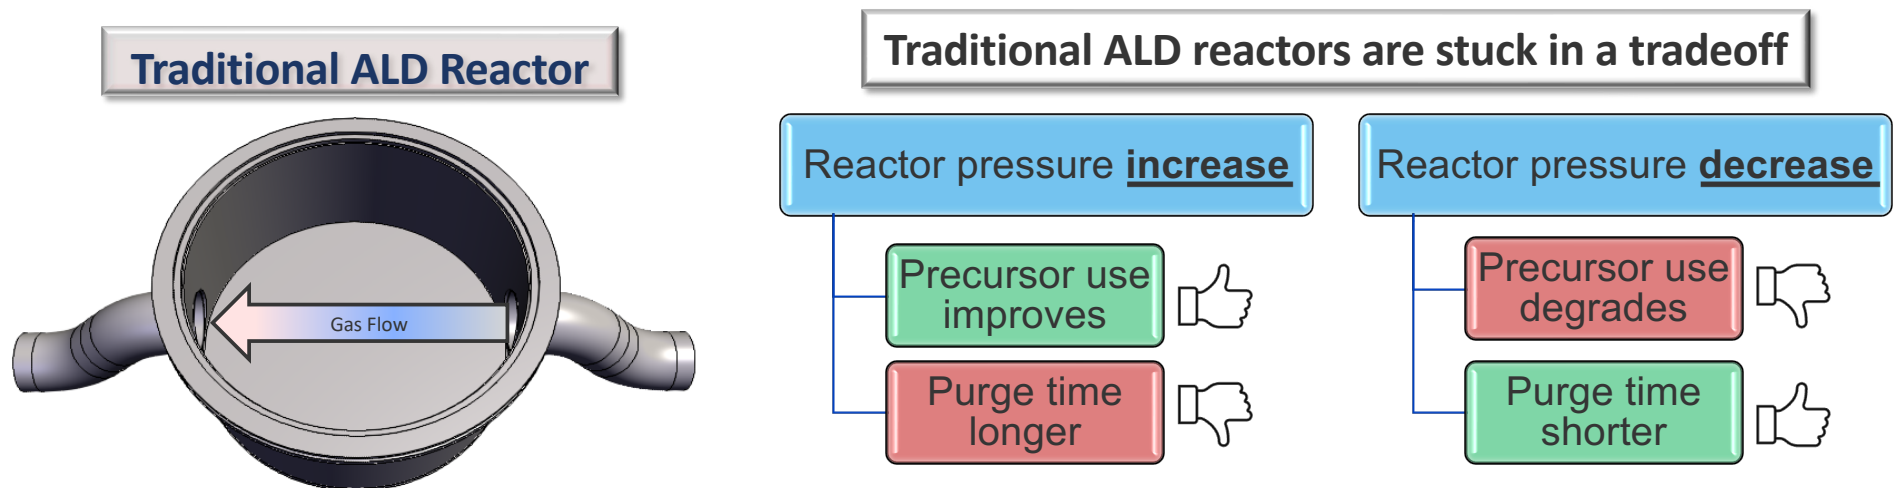 Traditional ALD Reactor
Gas Flow
Traditional ALD reactors are stuck in a tradeoff
Reactor pressure increase
Precursor use
improves
Purge time
longer
Reactor pressure decrease
Precursor use
degrades
Purge time
shorter